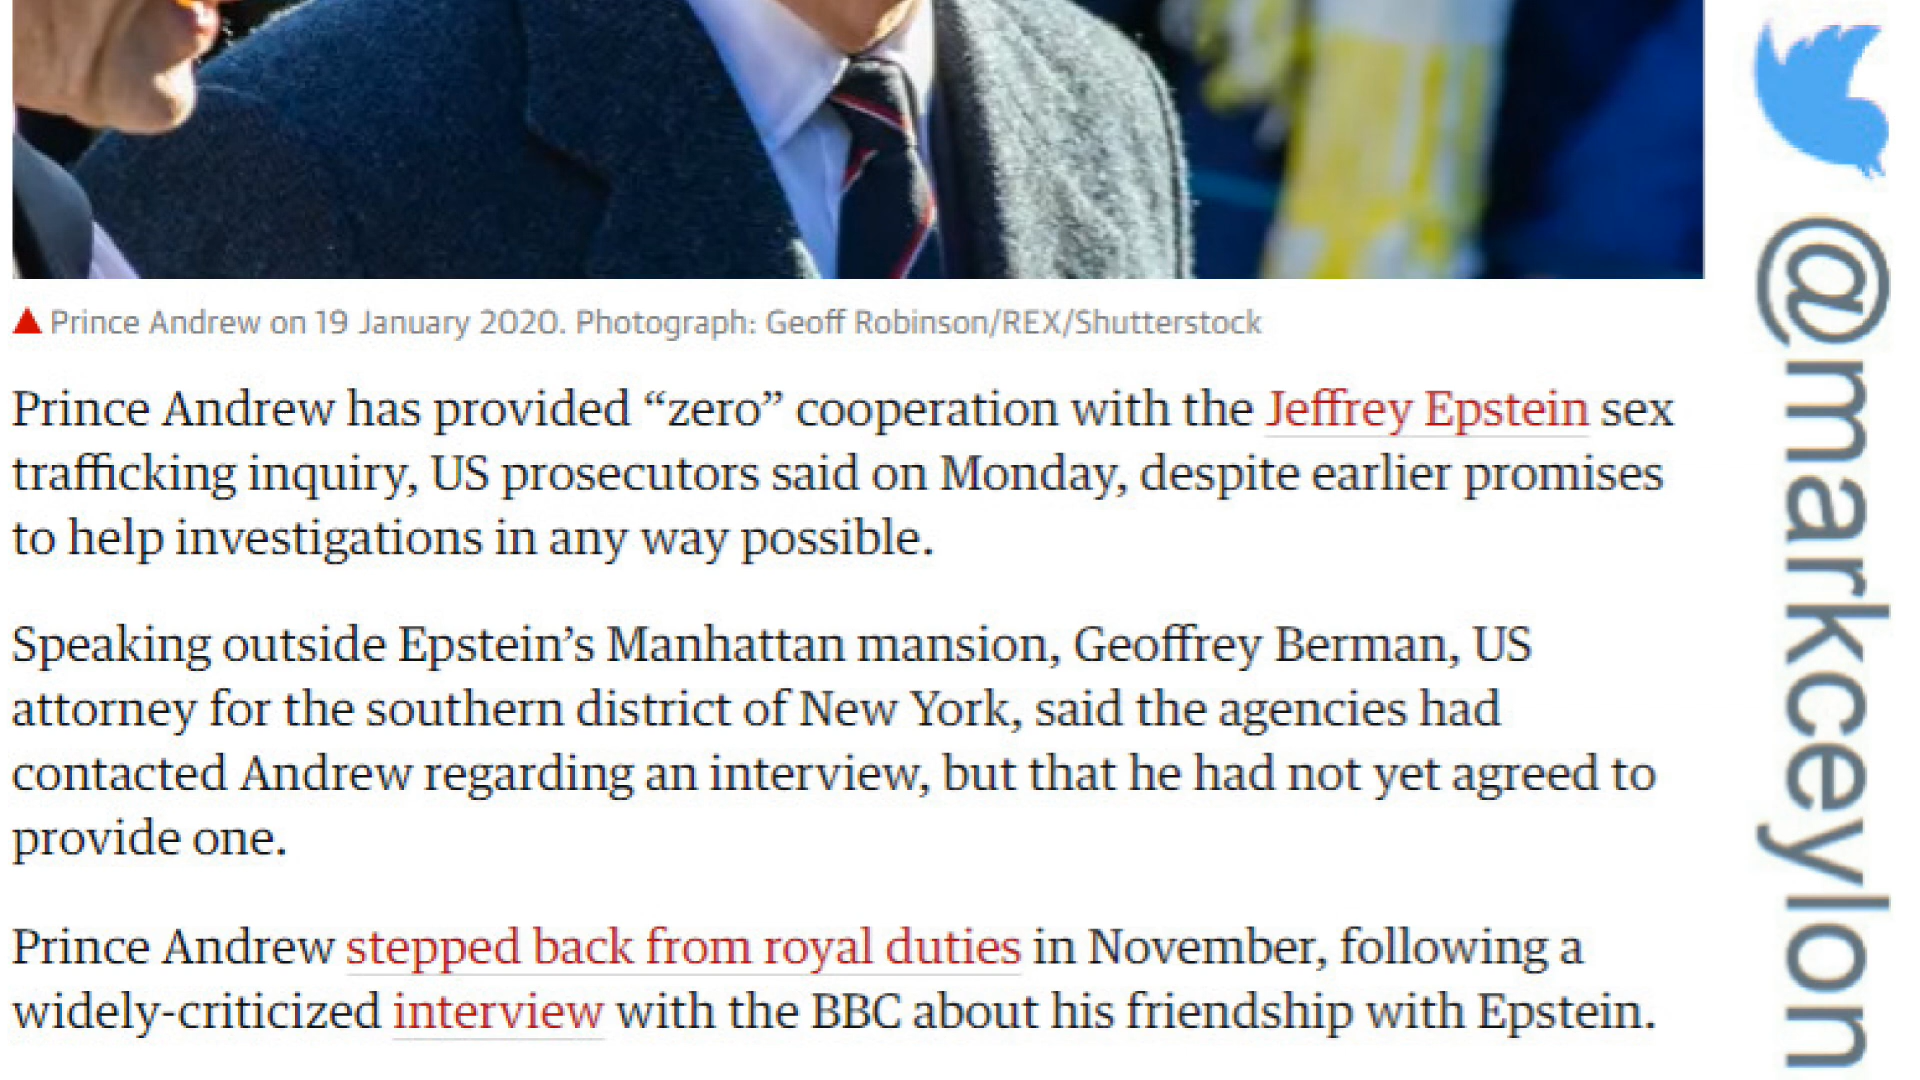 Prince Andrew on 19 January 2020. Photograph: Geoff Robinson/REX/Shutterstock
Prince Andrew has provided “zero” cooperation with the Jeffrey Epstein sex
trafficking inquiry, US prosecutors said on Monday, despite earlier promises
to help investigations in any way possible.
Speaking outside Epstein’s Manhattan mansion, Geoffrey Berman, US
attorney for the southern district of New York, said the agencies had
contacted Andrew regarding an interview, but that he had not yet agreed to
provide one.
Prince Andrew stepped back from royal duties in November, following a
widely-criticized interview with the BBC about his friendship with Epstein.
@markceylon